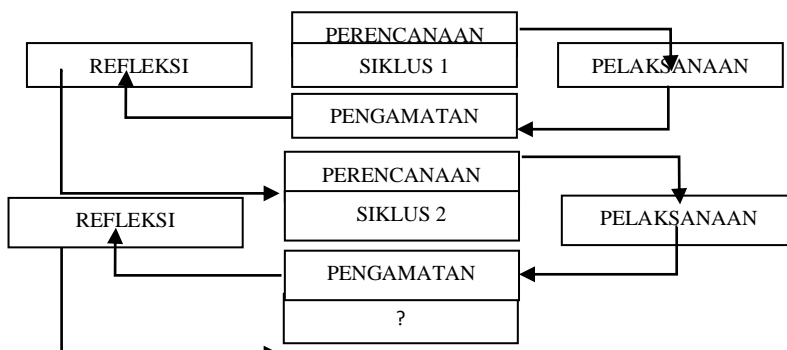 PERENCANAAN
REFLEKSI
SIKLUS 1
PELAKSANAAN
PENGAMATAN
PERENCANAAN
REFLEKSI
SIKLUS 2
PELAKSANAAN
PENGAMATAN
?